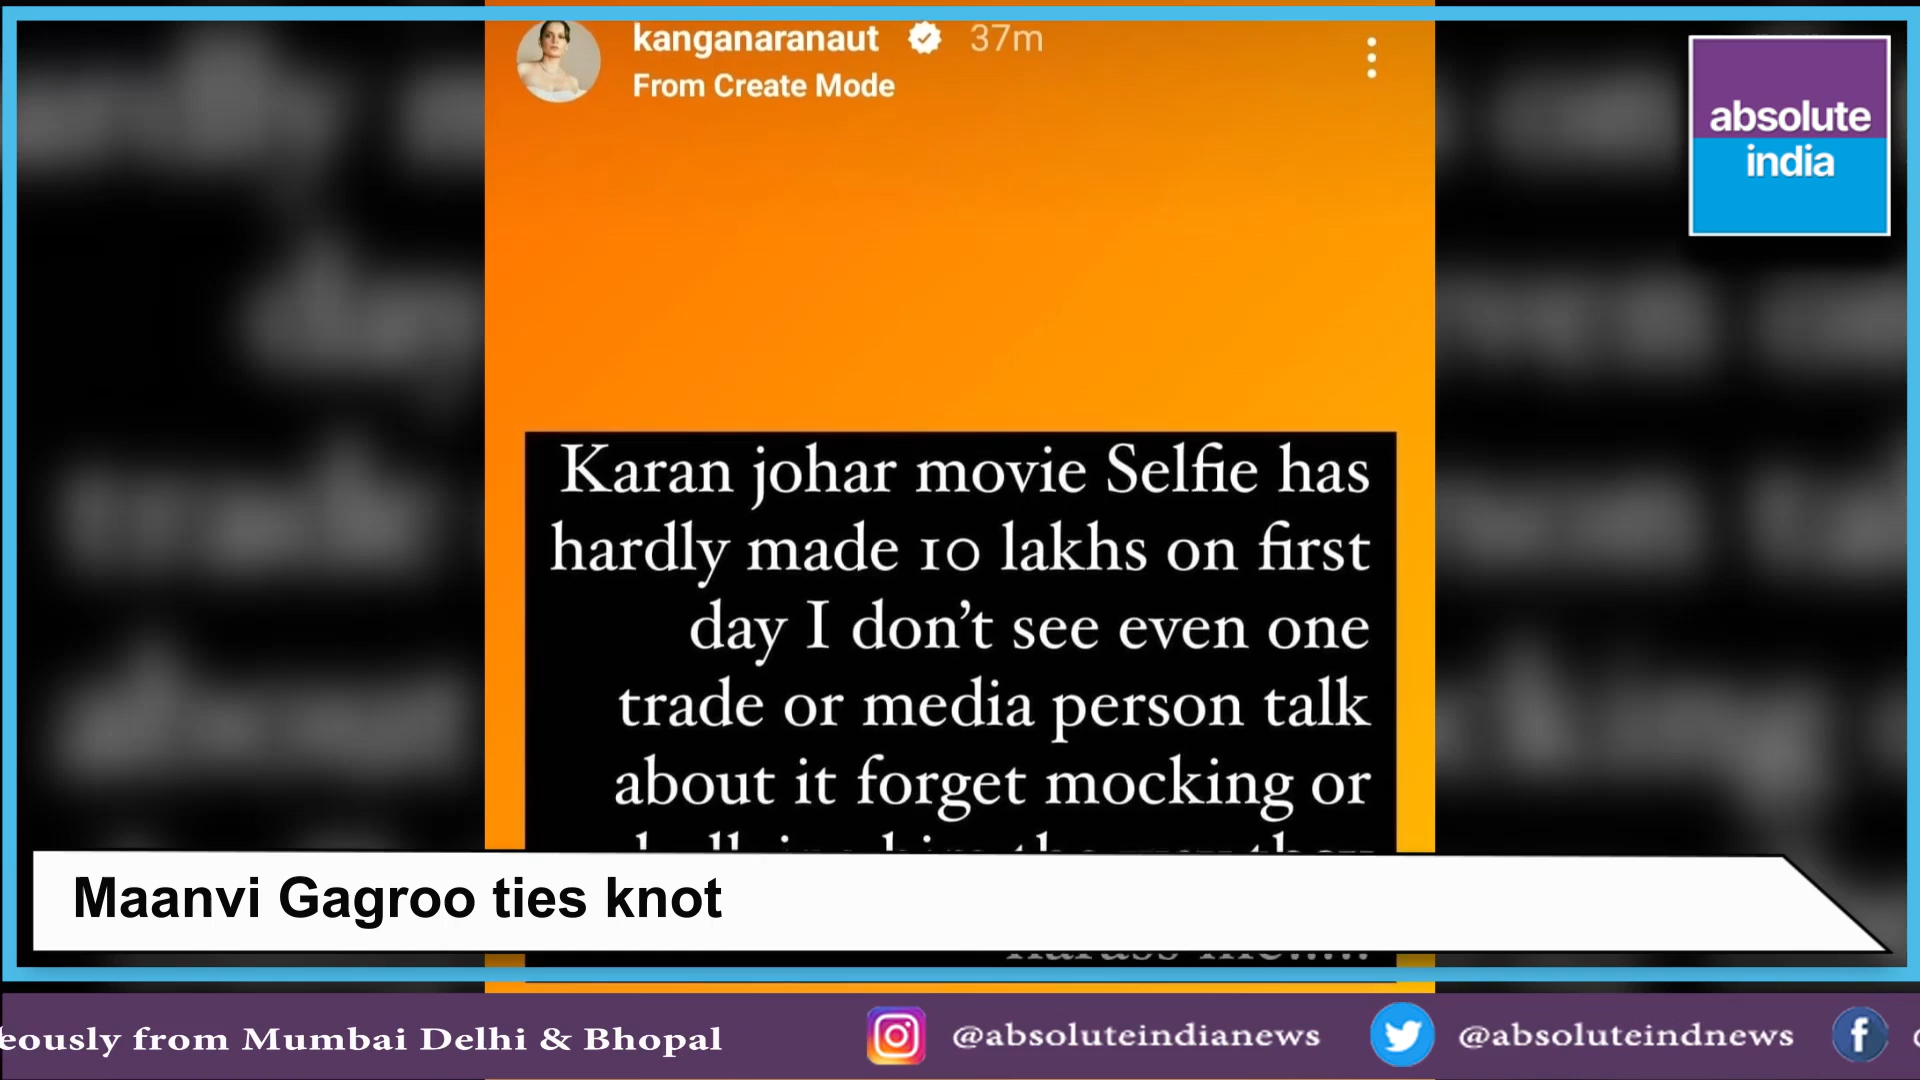 kanganaranaut 37m
From Create Mode
absolute
india
Karan johar movie Selfie has
hardly made 10 lakhs on first
day I don't see even one
trade or media person talk
about it forget mocking or
Maanvi Gagroo ties knot
eously from Mumbai Delhi & Bhopal
@absoluteindianews
@absoluteindnews